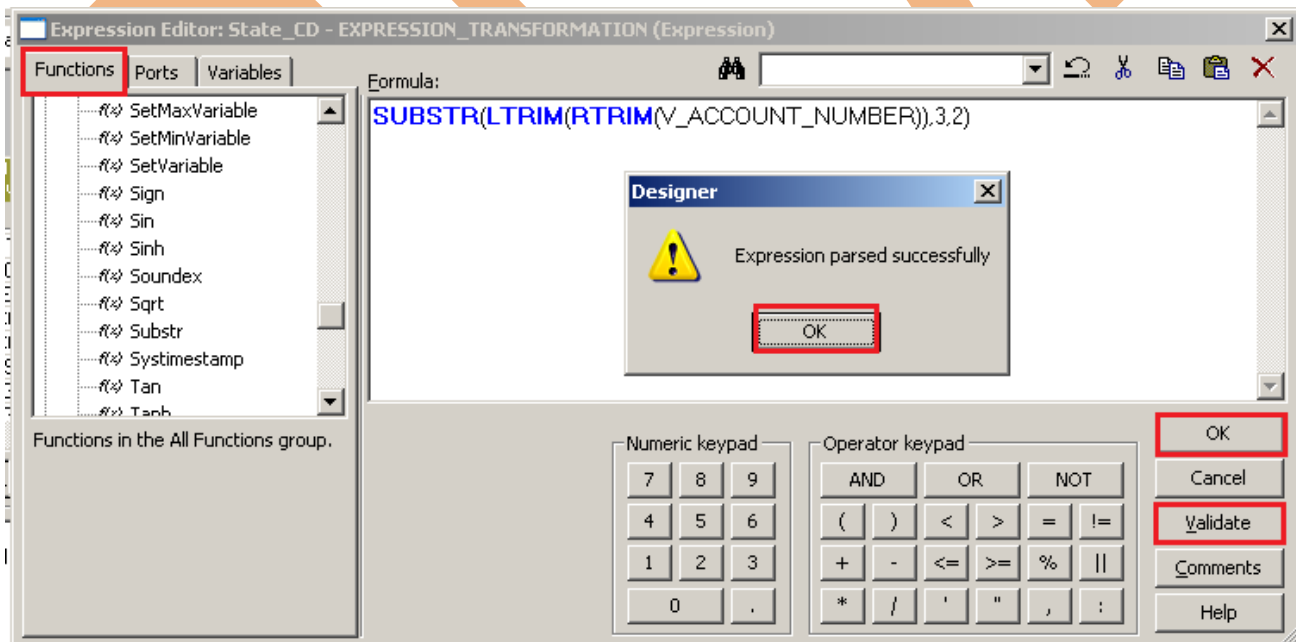 Expression Editor: State_CD - EXPRESSION_TRANSFORMATION (Expression)
Functions Ports Variables
Formula:
f(x) SetMaxVariable
f(x) SetMinVariable
f(x) SetVariable
f(x) Sign
f(x) Sin
f(x) Sinh
f(x) Soundex
f(x) Sqrt
f(x) Substr
f(x) Systimestamp
f(x) Tan
f(x) Tanh
Functions in the All Functions group.
SUBSTR(LTRIM(RTRIM(V_ACCOUNT_NUMBER)),3,2)
Designer
Expression parsed successfully
OK
Numeric keypad
7 8 9
4 5 6
1 2 3
0 .
Operator keypad
AND OR NOT
( ) < > = !=
+ - <= >= % ||
* / ' " , :
OK
Cancel
Validate
Comments
Help